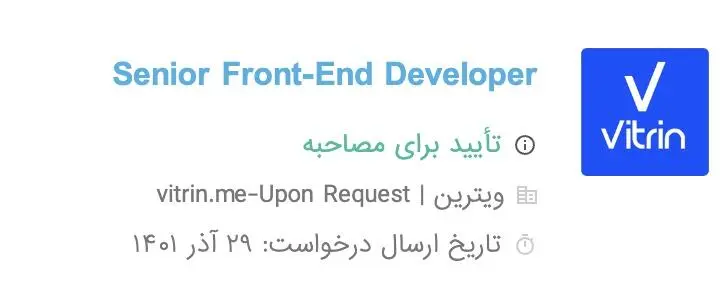 Senior Front-End Developer
V
Vitrin
تأیید برای مصاحبه
ویترین | vitrin.me-Upon Request
تاریخ ارسال درخواست: ۲۹ آذر ۱۴۰۱